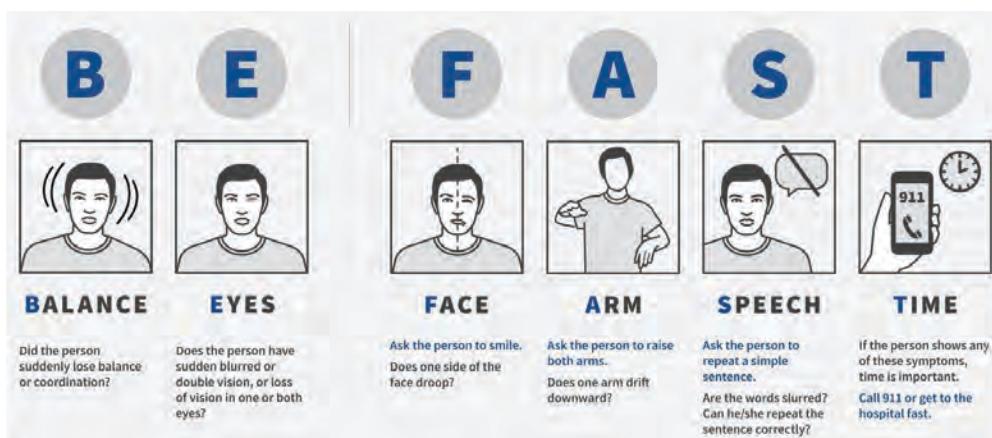 B
E
F
A
S
T
911
BALANCE
Did the person
suddenly lose balance
or coordination?
EYES
Does the person have
sudden blurred or
double vision, or loss
of vision in one or both
eyes?
FACE
Ask the person to smile.
Does one side of the
face droop?
ARM
Ask the person to raise
both arms.
Does one arm drift
downward?
SPEECH
Ask the person to
repeat a simple
sentence.
Are the words slurred?
Can he/she repeat the
sentence correctly?
TIME
If the person shows any
of these symptoms,
time is important.
Call 911 or get to the
hospital fast.